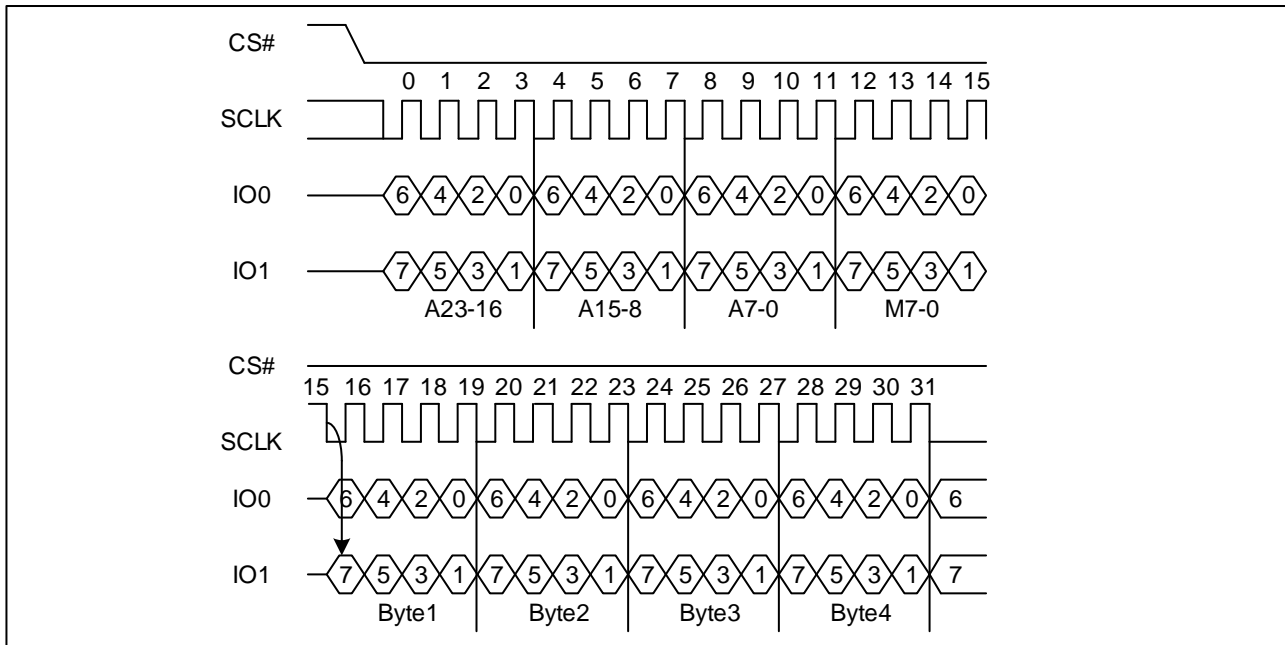 CS#
0 1 2 3 4 5 6 7 8 9 10 11 12 13 14 15
SCLK
IO0 6 4 2 0 6 4 2 0 6 4 2 0 6 4 2 0
IO1 7 5 3 1 7 5 3 1 7 5 3 1 7 5 3 1
A23-16 A15-8 A7-0 M7-0
CS#
15 16 17 18 19 20 21 22 23 24 25 26 27 28 29 30 31
SCLK
IO0 6 4 2 0 6 4 2 0 6 4 2 0 6 4 2 0 6
IO1 7 5 3 1 7 5 3 1 7 5 3 1 7 5 3 1 7
Byte1 Byte2 Byte3 Byte4